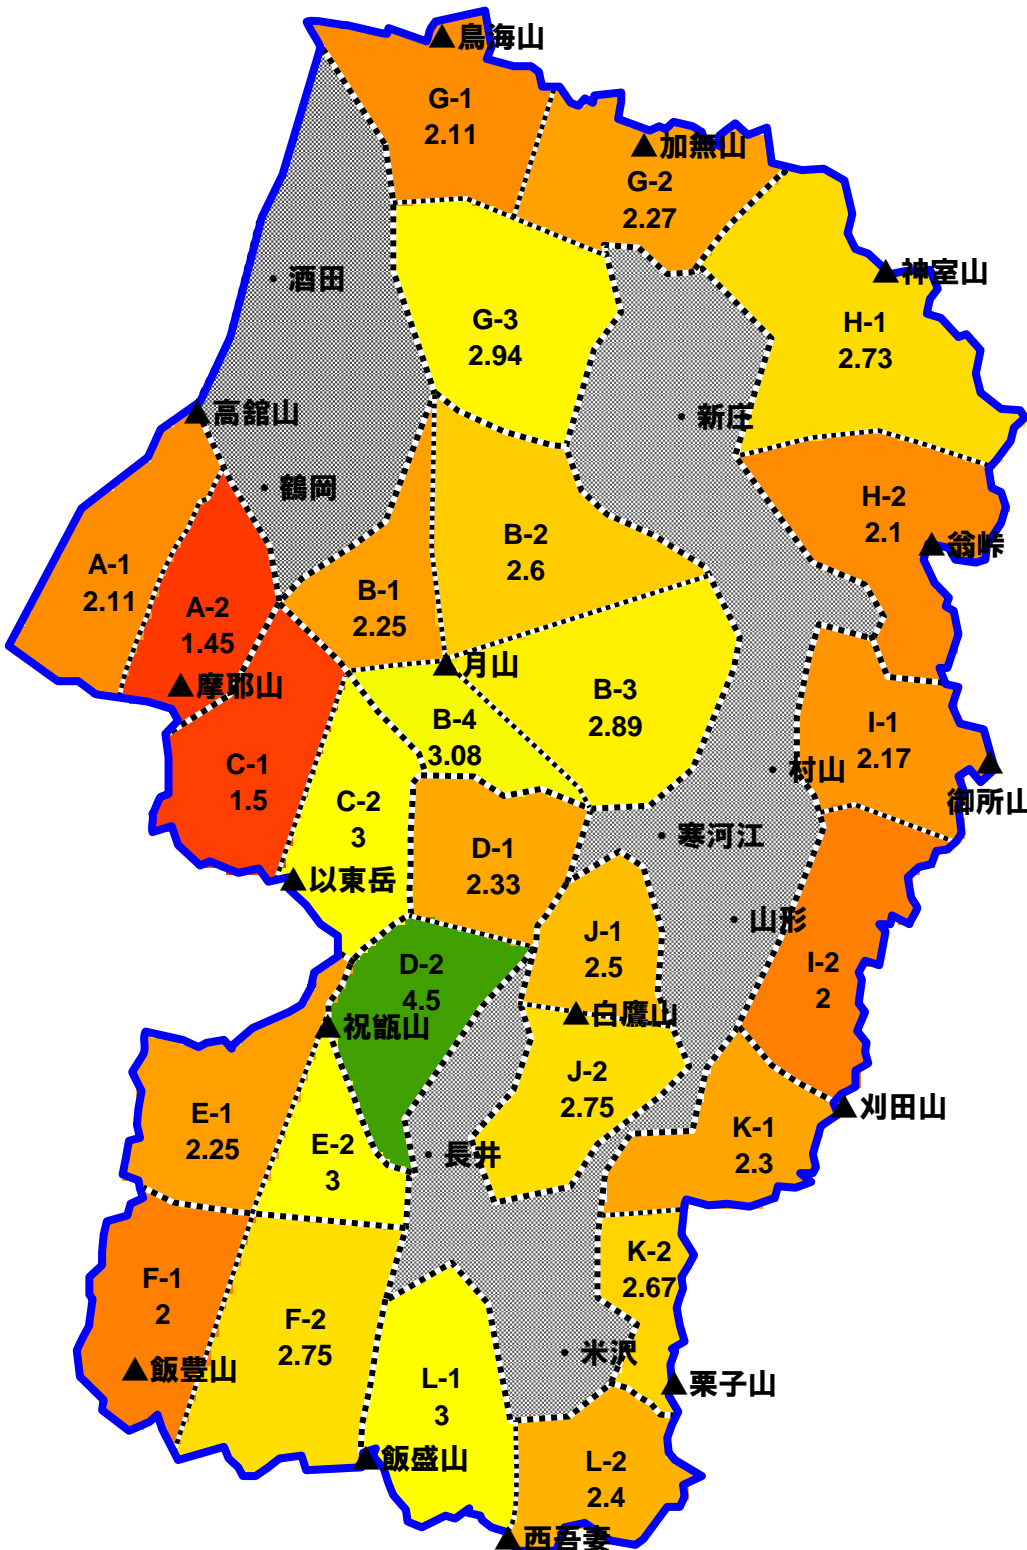 ▲鳥海山
G-1
2.11
▲加無山
G-2
2.27
▲神室山
・酒田
G-3
2.94
H-1
2.73
▲高舘山
・新庄
・鶴岡
H-2
2.1
▲翁峠
B-2
2.6
A-1
2.11
B-1
2.25
A-2
1.45
▲月山
▲摩耶山
B-3
2.89
B-4
3.08
I-1
2.17
C-1
1.5
・村山
▲
御所山
C-2
3
・寒河江
D-1
2.33
▲以東岳
・山形
J-1
2.5
D-2
4.5
I-2
2
▲白鷹山
▲祝瓶山
J-2
2.75
E-1
2.25
▲刈田山
K-1
2.3
E-2
3
・長井
K-2
2.67
F-1
2
F-2
2.75
・米沢
▲飯豊山
L-1
3
▲栗子山
▲飯盛山
L-2
2.4
▲西吾妻